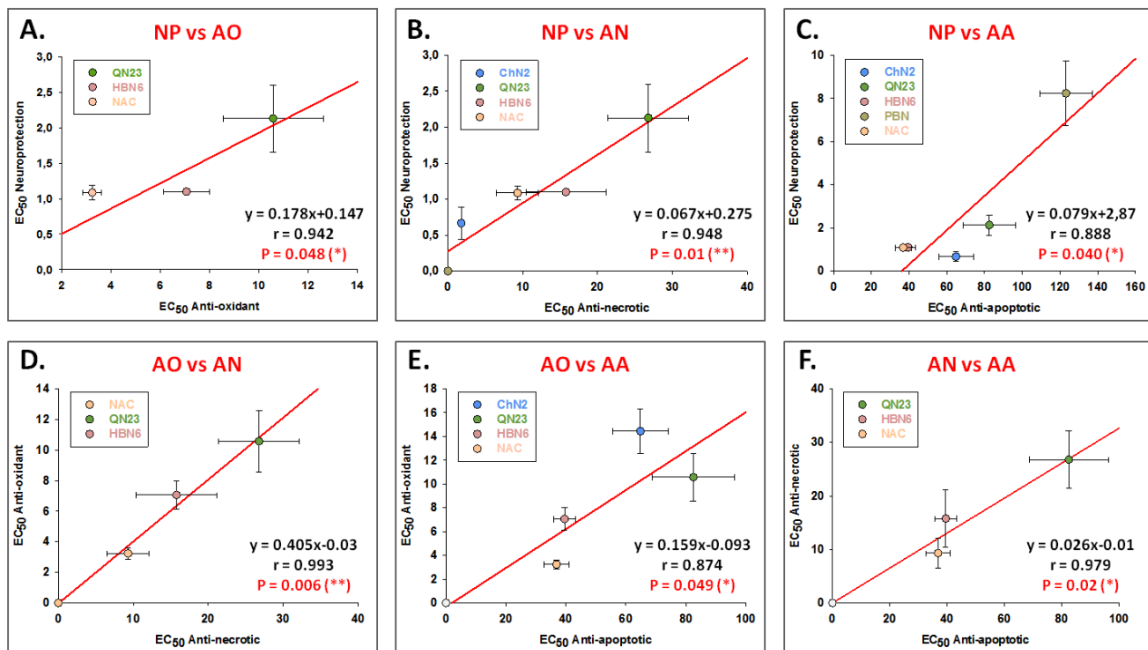 A.
NP vs AO
EC50 Neuroprotection
3,0
2,5
2,0
1,5
1,0
0,5
0,0
QN23
HBN6
NAC
y = 0.178x+0.147
r = 0.942
P = 0.048 (*)
2 4 6 8 10 12 14
EC50 Anti-oxidant
B.
NP vs AN
EC50 Neuroprotection
3,0
2,5
2,0
1,5
1,0
0,5
0,0
ChN2
QN23
HBN6
NAC
y = 0.067x+0.275
r = 0.948
P = 0.01 (**)
0 10 20 30 40
EC50 Anti-necrotic
C.
NP vs AA
EC50 Neuroprotection
10
8
6
4
2
0
ChN2
QN23
HBN6
PBN
NAC
y = 0.079x+2,87
r = 0.888
P = 0.040 (*)
0 20 40 60 80 100 120 140 160
EC50 Anti-apoptotic
D.
AO vs AN
EC50 Anti-oxidant
14
12
10
8
6
4
2
0
NAC
QN23
HBN6
y = 0.405x-0.03
r = 0.993
P = 0.006 (**)
0 10 20 30 40
EC50 Anti-necrotic
E.
AO vs AA
EC50 Anti-oxidant
18
16
14
12
10
8
6
4
2
0
ChN2
QN23
HBN6
NAC
y = 0.159x-0.093
r = 0.874
P = 0.049 (*)
0 20 40 60 80 100
EC50 Anti-apoptotic
F.
AN vs AA
EC50 Anti-necrotic
40
30
20
10
0
QN23
HBN6
NAC
y = 0.026x-0.01
r = 0.979
P = 0.02 (*)
0 20 40 60 80 100
EC50 Anti-apoptotic